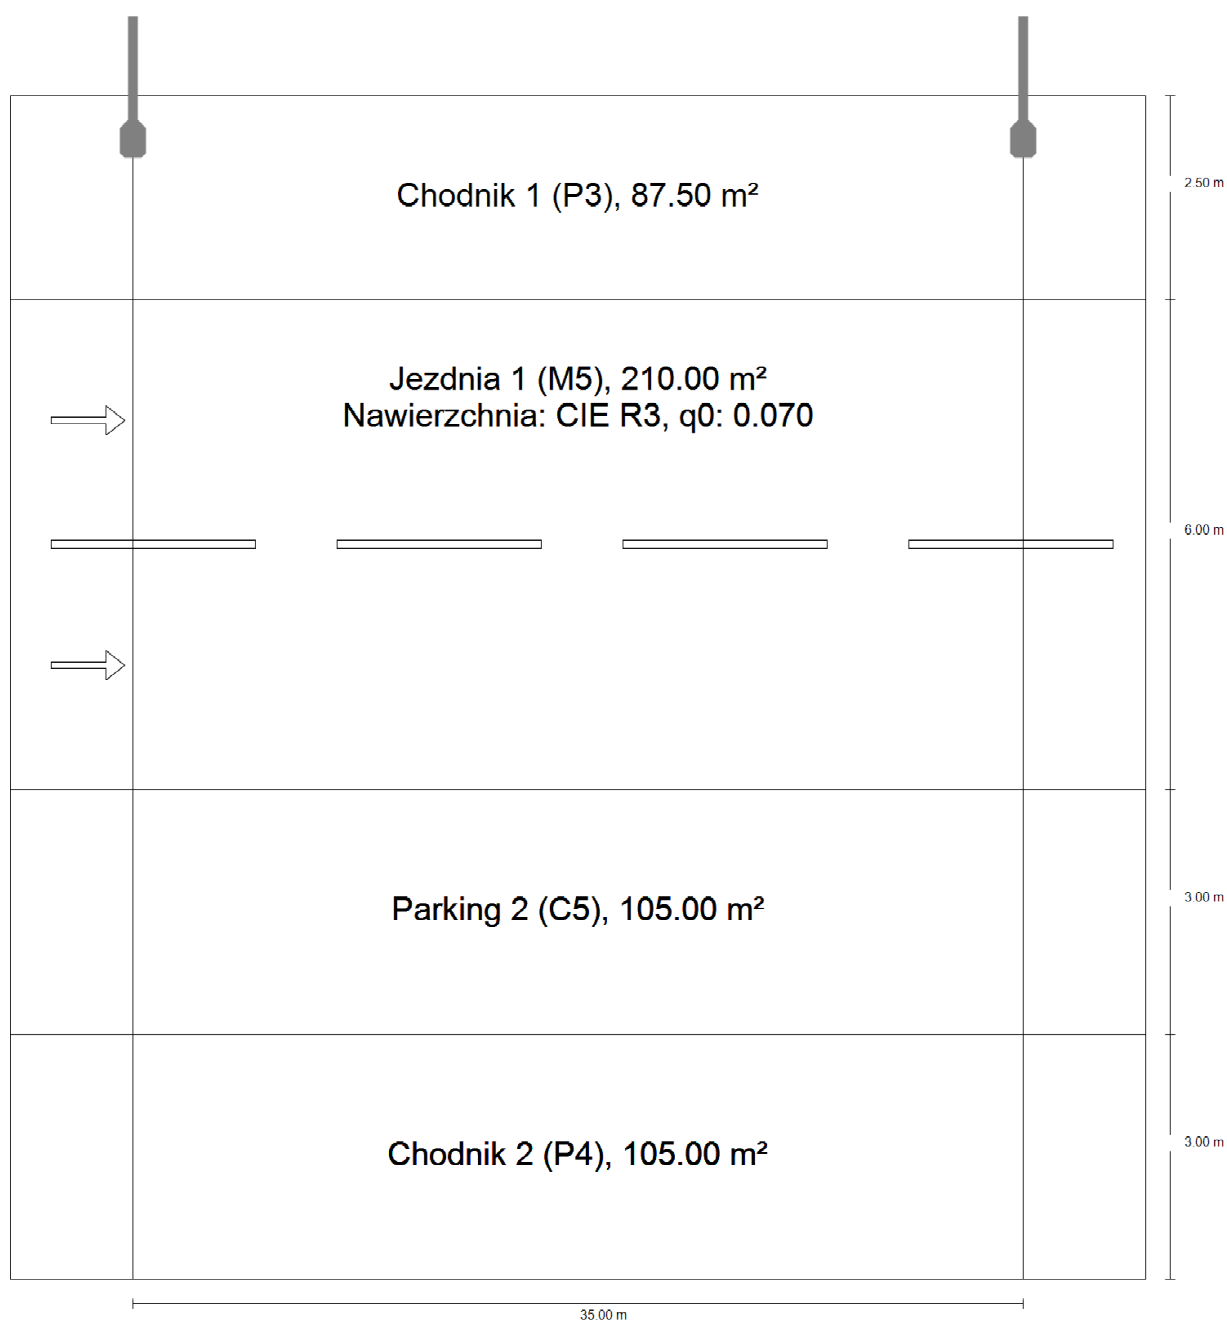 Chodnik 1 (P3), 87.50 m²
2.50 m
Jezdnia 1 (M5), 210.00 m²
Nawierzchnia: CIE R3, q0: 0.070
6.00 m
Parking 2 (C5), 105.00 m²
3.00 m
Chodnik 2 (P4), 105.00 m²
3.00 m
35.00 m